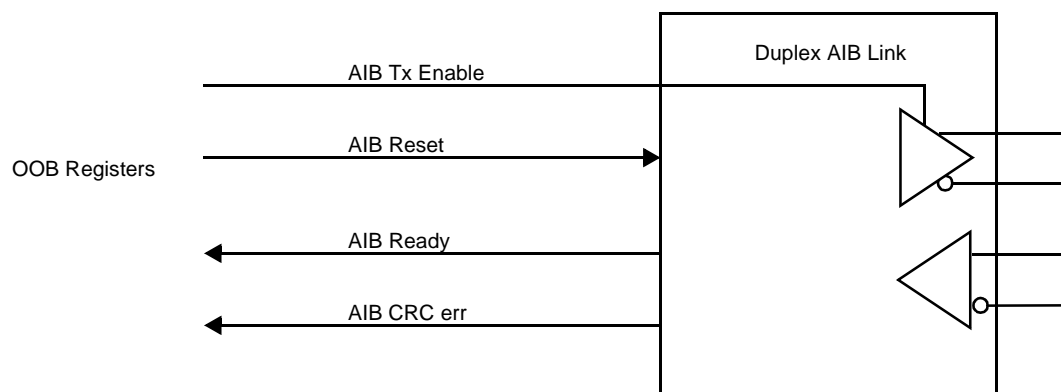 Duplex AIB Link
AIB Tx Enable
AIB Reset
OOB Registers
AIB Ready
AIB CRC err